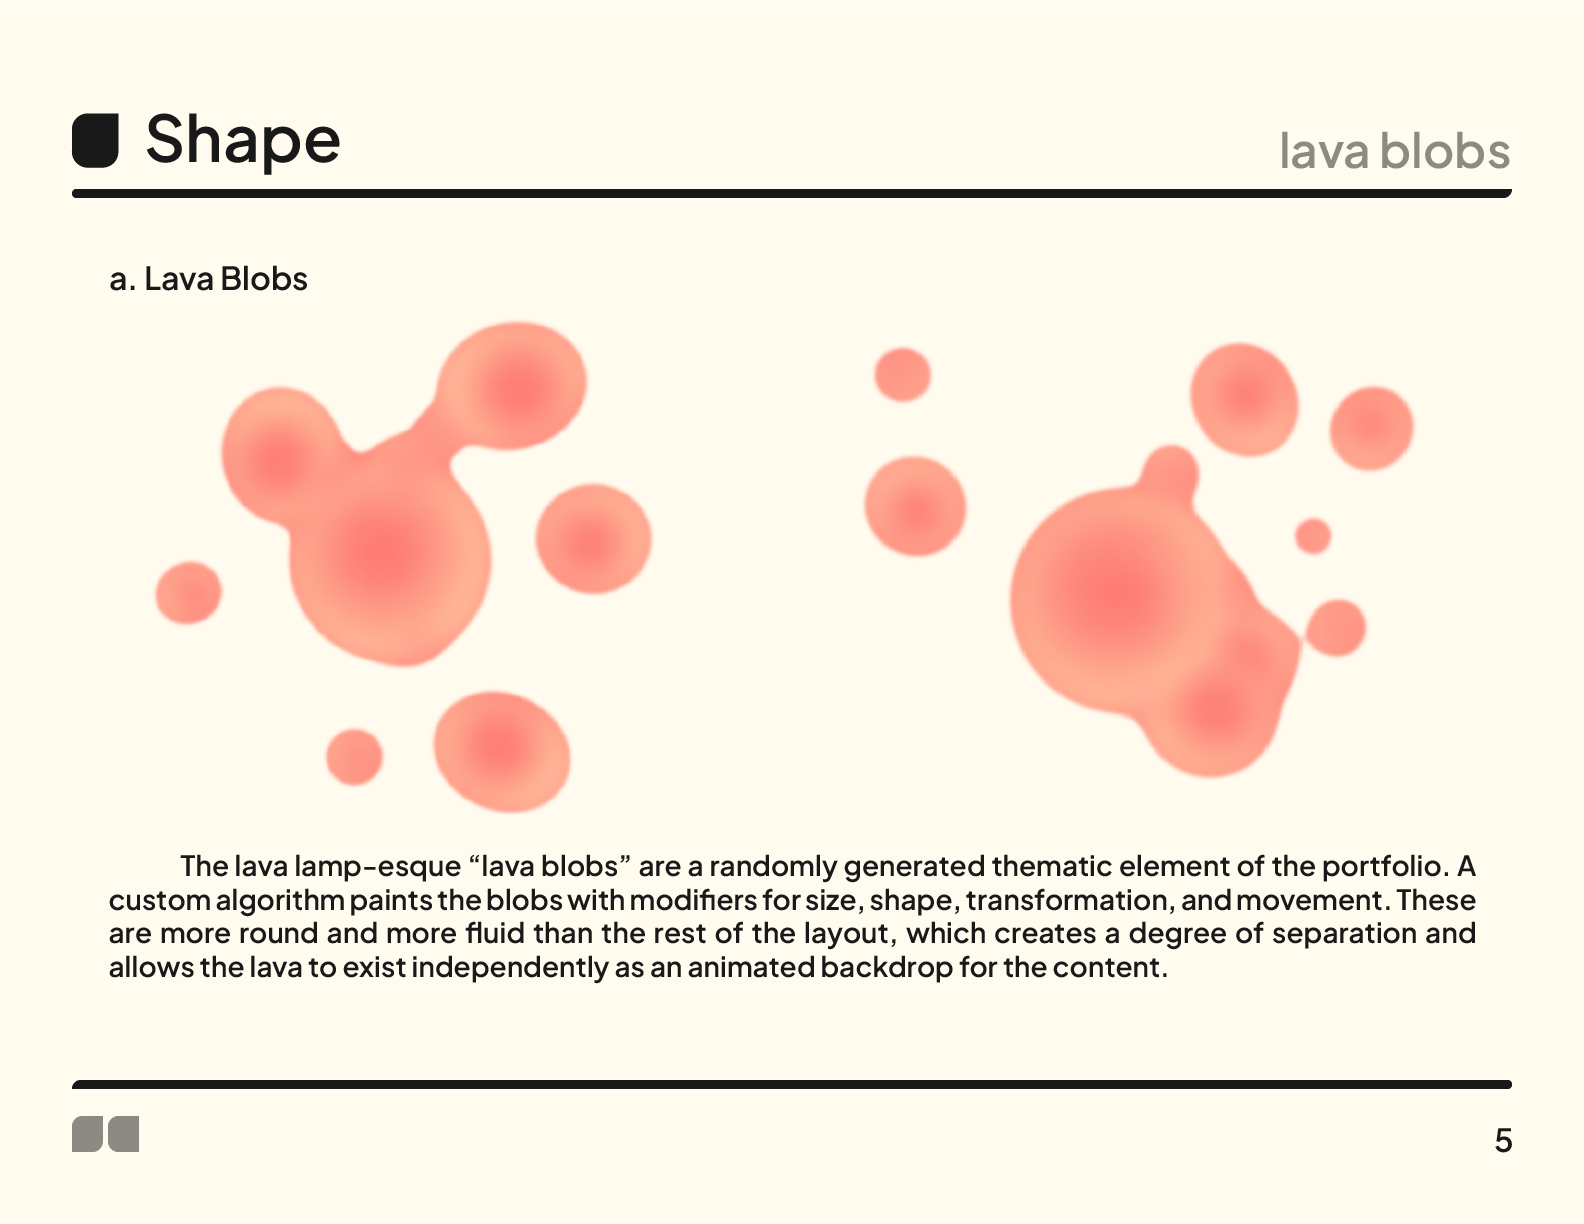 Shape
lava blobs
a. Lava Blobs
The lava lamp-esque “lava blobs” are a randomly generated thematic element of the portfolio. A
custom algorithm paints the blobs with modifiers for size, shape, transformation, and movement. These
are more round and more fluid than the rest of the layout, which creates a degree of separation and
allows the lava to exist independently as an animated backdrop for the content.
5